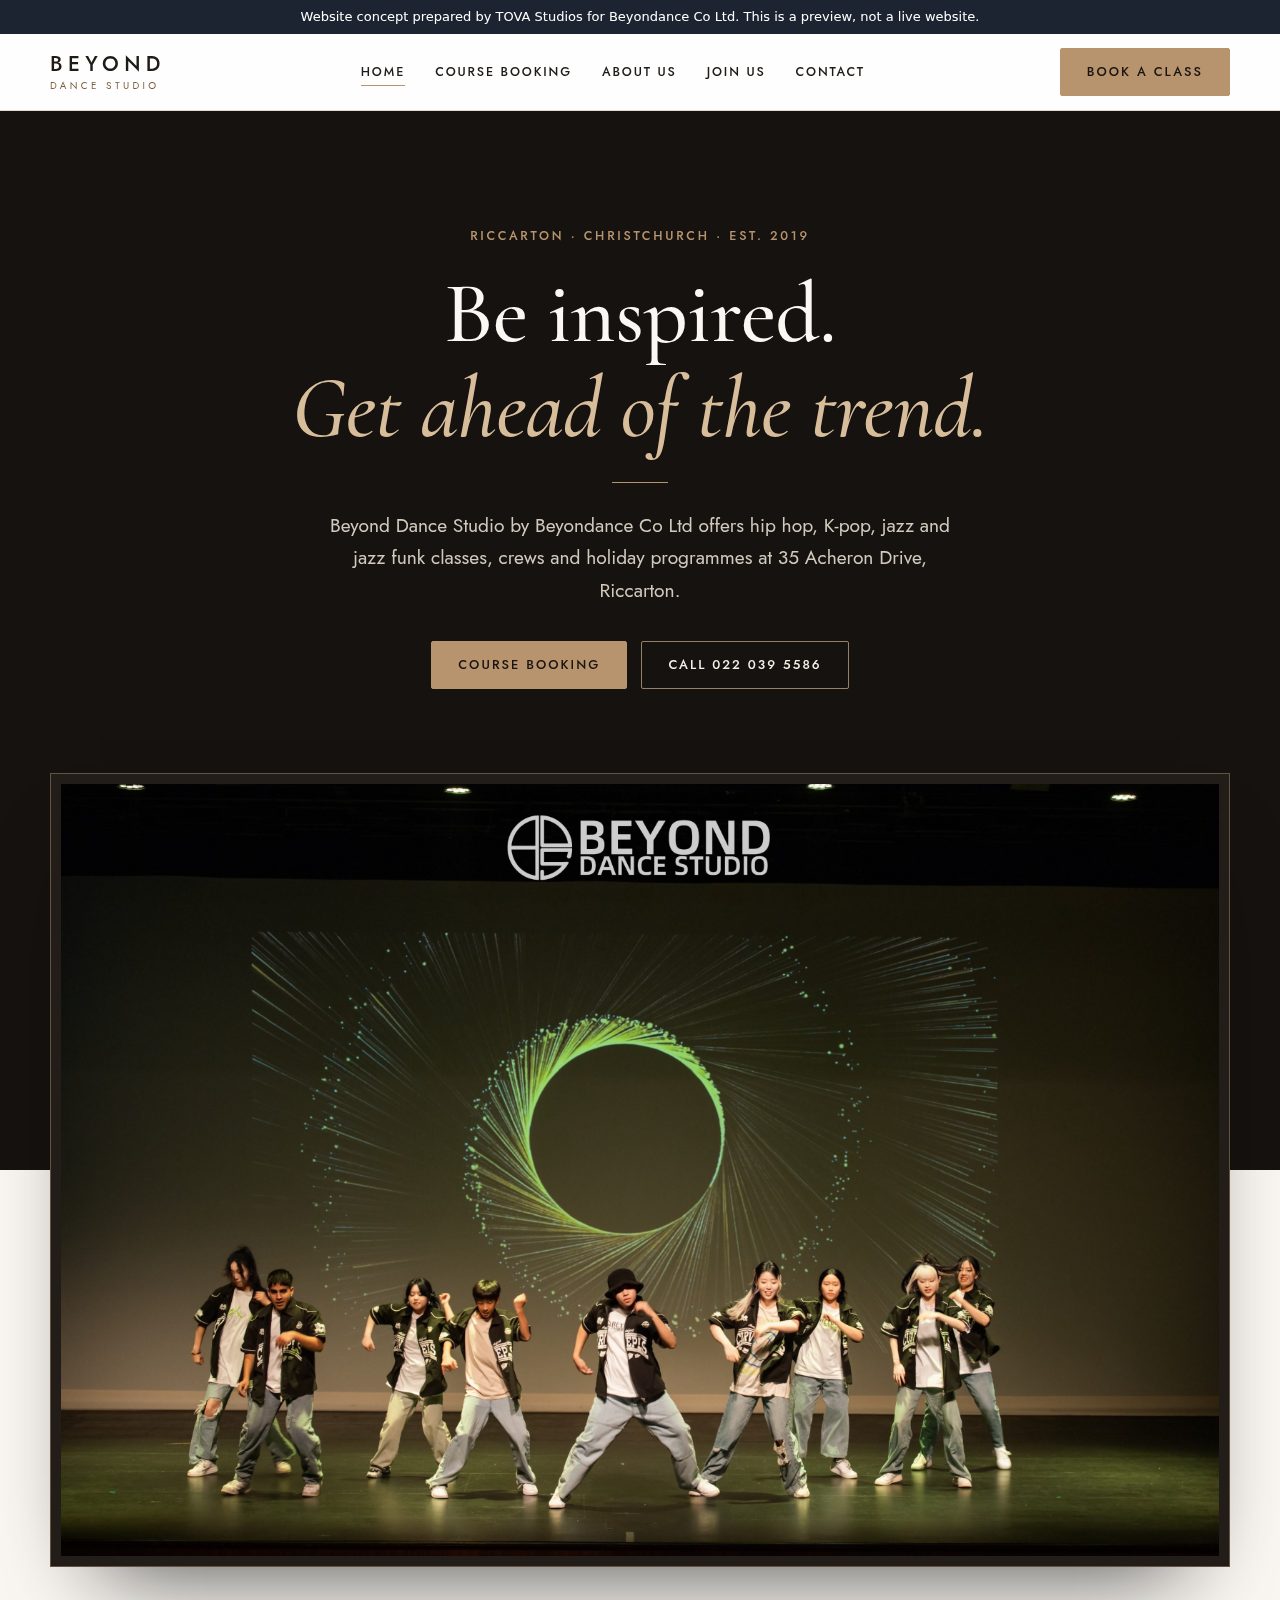 Website concept prepared by TOVA Studios for Beyondance Co Ltd. This is a preview, not a live website.
BEYOND
DANCE STUDIO
HOME COURSE BOOKING ABOUT US JOIN US CONTACT
BOOK A CLASS
RICCARTON · CHRISTCHURCH · EST. 2019
Be inspired.
Get ahead of the trend.
Beyond Dance Studio by Beyondance Co Ltd offers hip hop, K-pop, jazz and
jazz funk classes, crews and holiday programmes at 35 Acheron Drive,
Riccarton.
COURSE BOOKING
CALL 022 039 5586
BEYOND
DANCE STUDIO